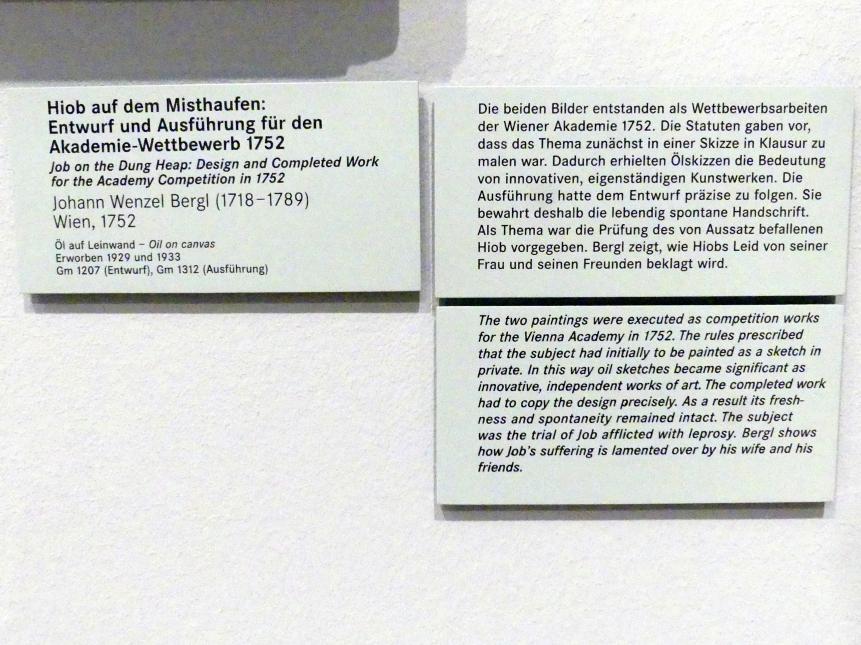 Hiob auf dem Misthaufen:
Entwurf und Ausführung für den
Akademie-Wettbewerb 1752
Job on the Dung Heap: Design and Completed Work
for the Academy Competition in 1752
Johann Wenzel Bergl (1718–1789)
Wien, 1752
Öl auf Leinwand – Oil on canvas
Erworben 1929 und 1933
Gm 1207 (Entwurf), Gm 1312 (Ausführung)
Die beiden Bilder entstanden als Wettbewerbsarbeiten
der Wiener Akademie 1752. Die Statuten gaben vor,
dass das Thema zunächst in einer Skizze in Klausur zu
malen war. Dadurch erhielten Ölskizzen die Bedeutung
von innovativen, eigenständigen Kunstwerken. Die
Ausführung hatte dem Entwurf präzise zu folgen. Sie
bewahrt deshalb die lebendig spontane Handschrift.
Als Thema war die Prüfung des von Aussatz befallenen
Hiob vorgegeben. Bergl zeigt, wie Hiobs Leid von seiner
Frau und seinen Freunden beklagt wird.
The two paintings were executed as competition works
for the Vienna Academy in 1752. The rules prescribed
that the subject had initially to be painted as a sketch in
private. In this way oil sketches became significant as
innovative, independent works of art. The completed work
had to copy the design precisely. As a result its fresh-
ness and spontaneity remained intact. The subject
was the trial of Job afflicted with leprosy. Bergl shows
how Job's suffering is lamented over by his wife and his
friends.